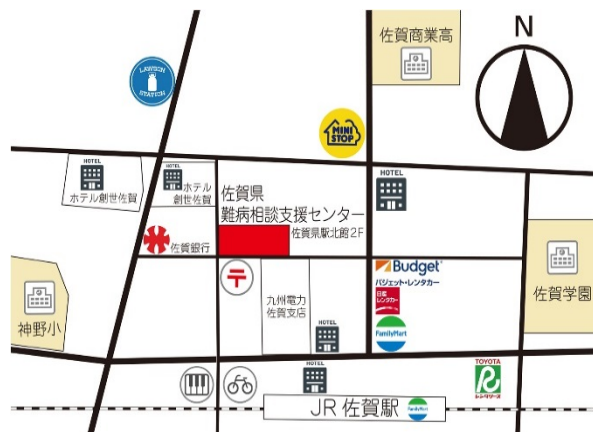 佐賀商業高
N
LAWSON
STATION
MINI
STOP
HOTEL
ホテル創世佐賀
HOTEL
ホテル
創世佐賀
佐賀県
難病相談支援センター
佐賀県駅北館2F
HOTEL
佐賀銀行
〒
Budget
バジェット・レンタカー
日産
レンタカー
FamilyMart
九州電力
佐賀支店
HOTEL
佐賀学園
神野小
HOTEL
TOYOTA
R
レンタリース
JR佐賀駅
FamilyMart